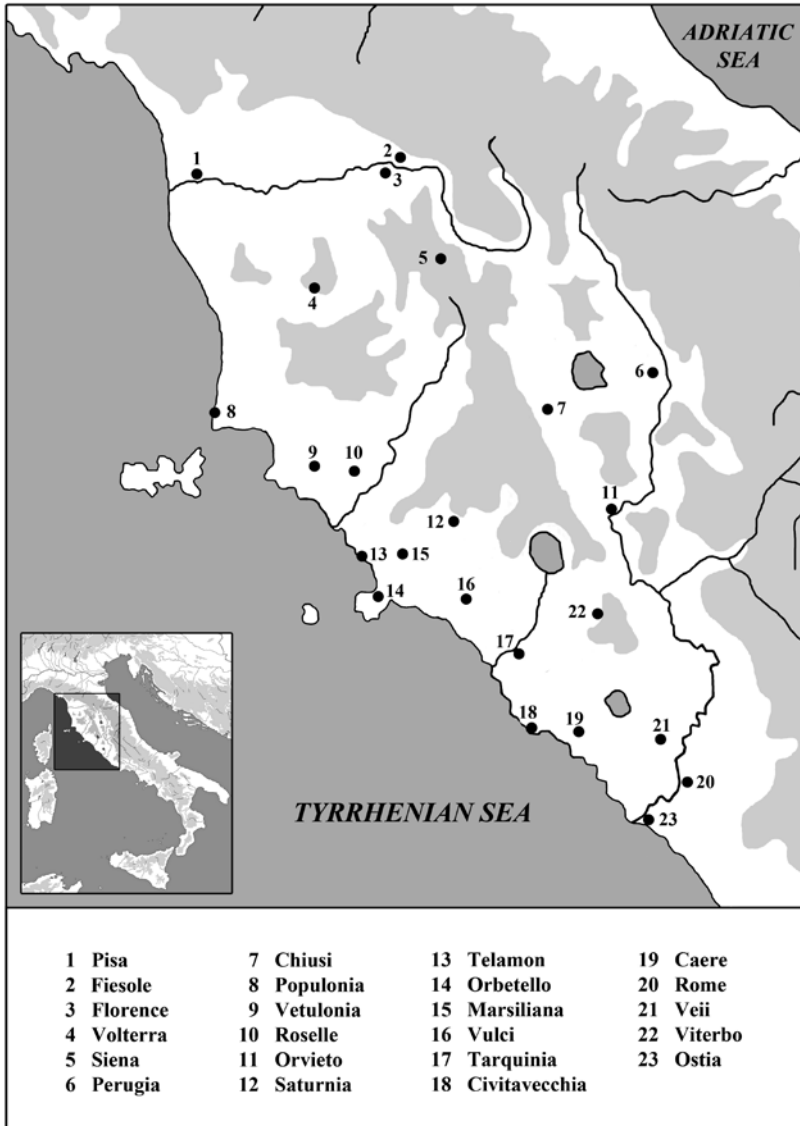 ADRIATIC
SEA
1
2
3
4
5
6
7
8
9
10
11
12
13
15
14
16
22
17
18
19
21
20
23
TYRRHENIAN SEA
1 Pisa
2 Fiesole
3 Florence
4 Volterra
5 Siena
6 Perugia
7 Chiusi
8 Populonia
9 Vetulonia
10 Roselle
11 Orvieto
12 Saturnia
13 Telamon
14 Orbetello
15 Marsiliana
16 Vulci
17 Tarquinia
18 Civitavecchia
19 Caere
20 Rome
21 Veii
22 Viterbo
23 Ostia